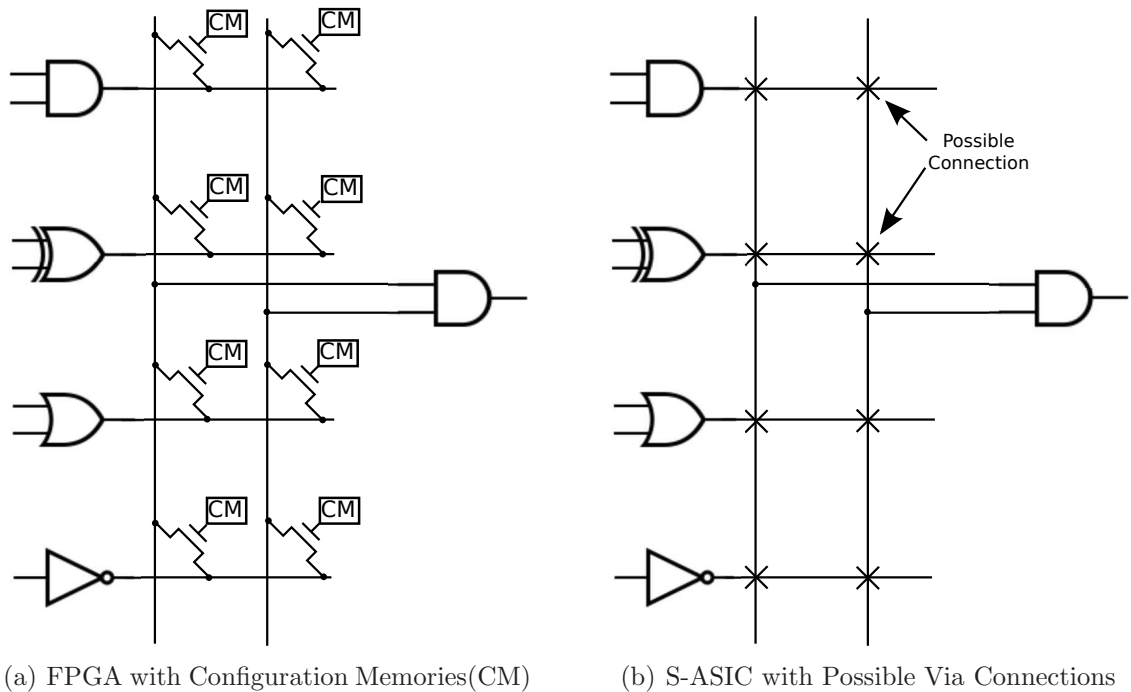 CM CM
CM CM
CM CM
CM CM
(a) FPGA with Configuration Memories(CM)
Possible
Connection
(b) S-ASIC with Possible Via Connections